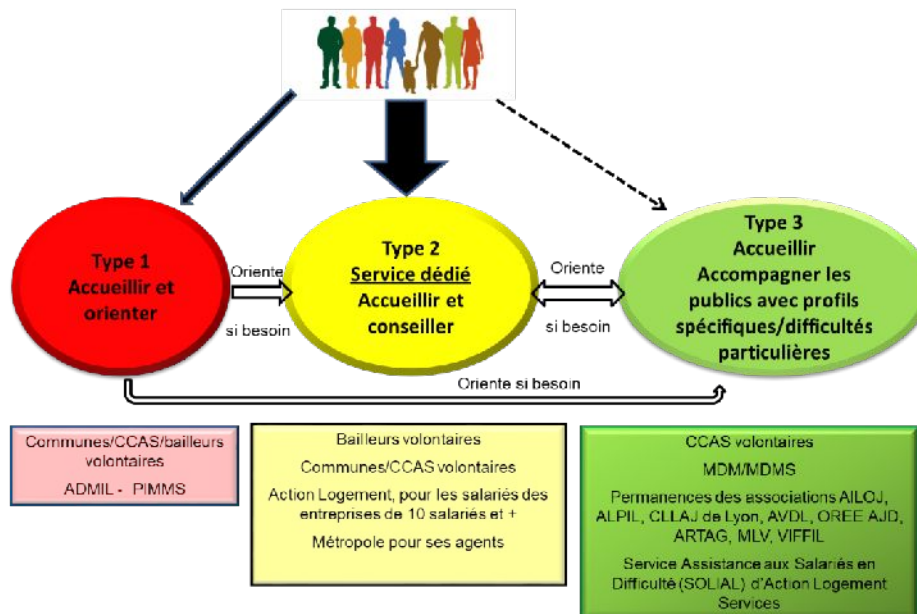 Type 1
Accueillir et
orienter
Oriente
si besoin
Type 2
Service dédié
Accueillir et
conseiller
Oriente
si besoin
Type 3
Accueillir
Accompagner les
publics avec profils
spécifiques/difficultés
particulières
Oriente si besoin
Communes/CCAS/bailleurs
volontaires
ADMIL - PIMMS
Bailleurs volontaires
Communes/CCAS volontaires
Action Logement, pour les salariés des
entreprises de 10 salariés et +
Métropole pour ses agents
CCAS volontaires
MDM/MDMS
Permanences des associations AILOJ,
ALPIL, CLLAJ de Lyon, AVDL, OREE AJD,
ARTAG, MLV, VIFFIL
Service Assistance aux Salariés en
Difficulté (SOLIAL) d'Action Logement
Services